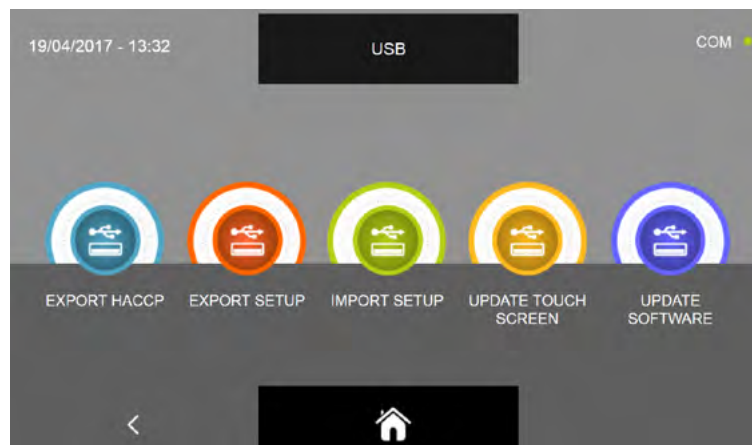 19/04/2017 - 13:32
USB
COM
EXPORT HACCP
EXPORT SETUP
IMPORT SETUP
UPDATE TOUCH
SCREEN
UPDATE
SOFTWARE